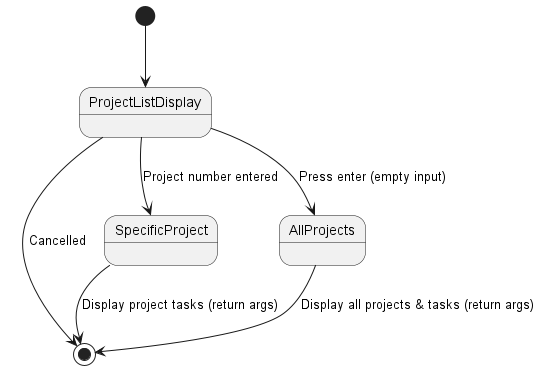 ProjectListDisplay
Project number entered
Press enter (empty input)
SpecificProject
AllProjects
Cancelled
Display project tasks (return args)
Display all projects & tasks (return args)